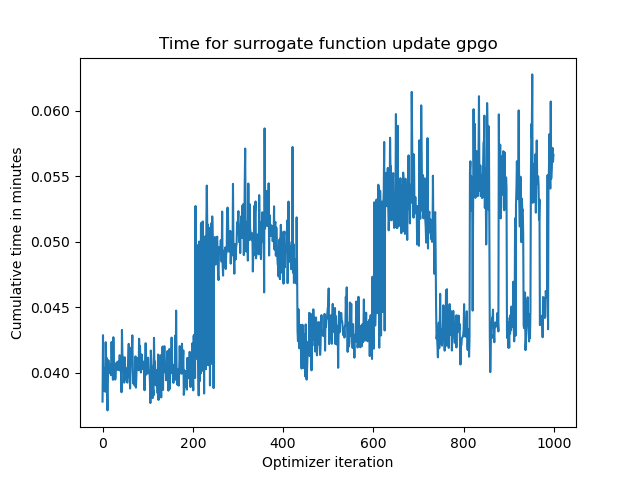 Time for surrogate function update gpgo
0.060
0.055
0.050
0.045
0.040
Cumulative time in minutes
0 200 400 600 800 1000
Optimizer iteration